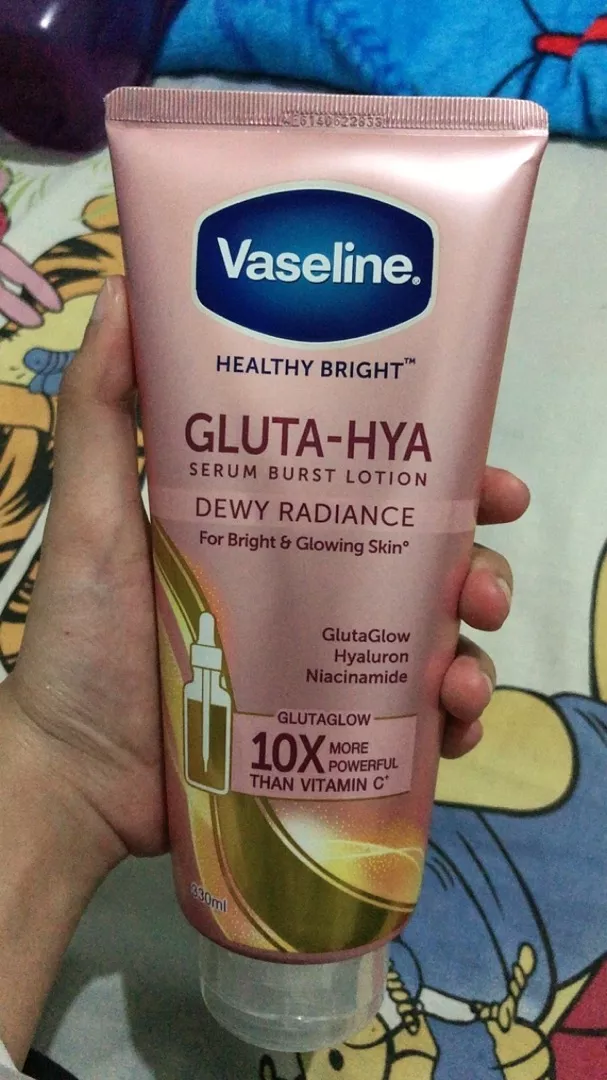 Vaseline®
HEALTHY BRIGHT™
GLUTA-HYA
SERUM BURST LOTION
DEWY RADIANCE
For Bright & Glowing Skin°
GlutaGlow
Hyaluron
Niacinamide
GLUTAGLOW
10X MORE
POWERFUL
THAN VITAMIN C*
330ml